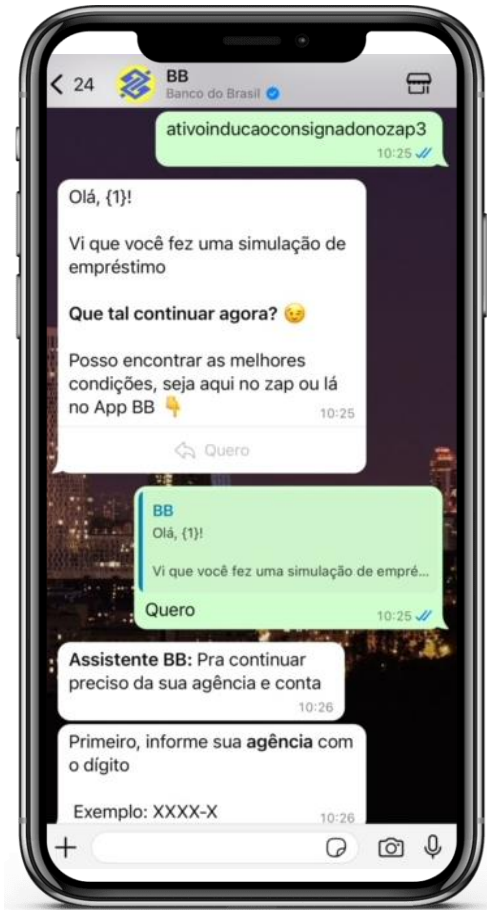 24
BB
Banco do Brasil
ativoinducaoconsignadonozap3
10:25
Olá, {1}!
Vi que você fez uma simulação de
empréstimo
Que tal continuar agora? 😉
Posso encontrar as melhores
condições, seja aqui no zap ou lá
no App BB 👇
10:25
Quero
BB
Olá, {1}!
Vi que você fez uma simulação de empré...
Quero
10:25
Assistente BB: Pra continuar
preciso da sua agência e conta
10:26
Primeiro, informe sua agência com
o dígito
Exemplo: XXXX-X
10:26